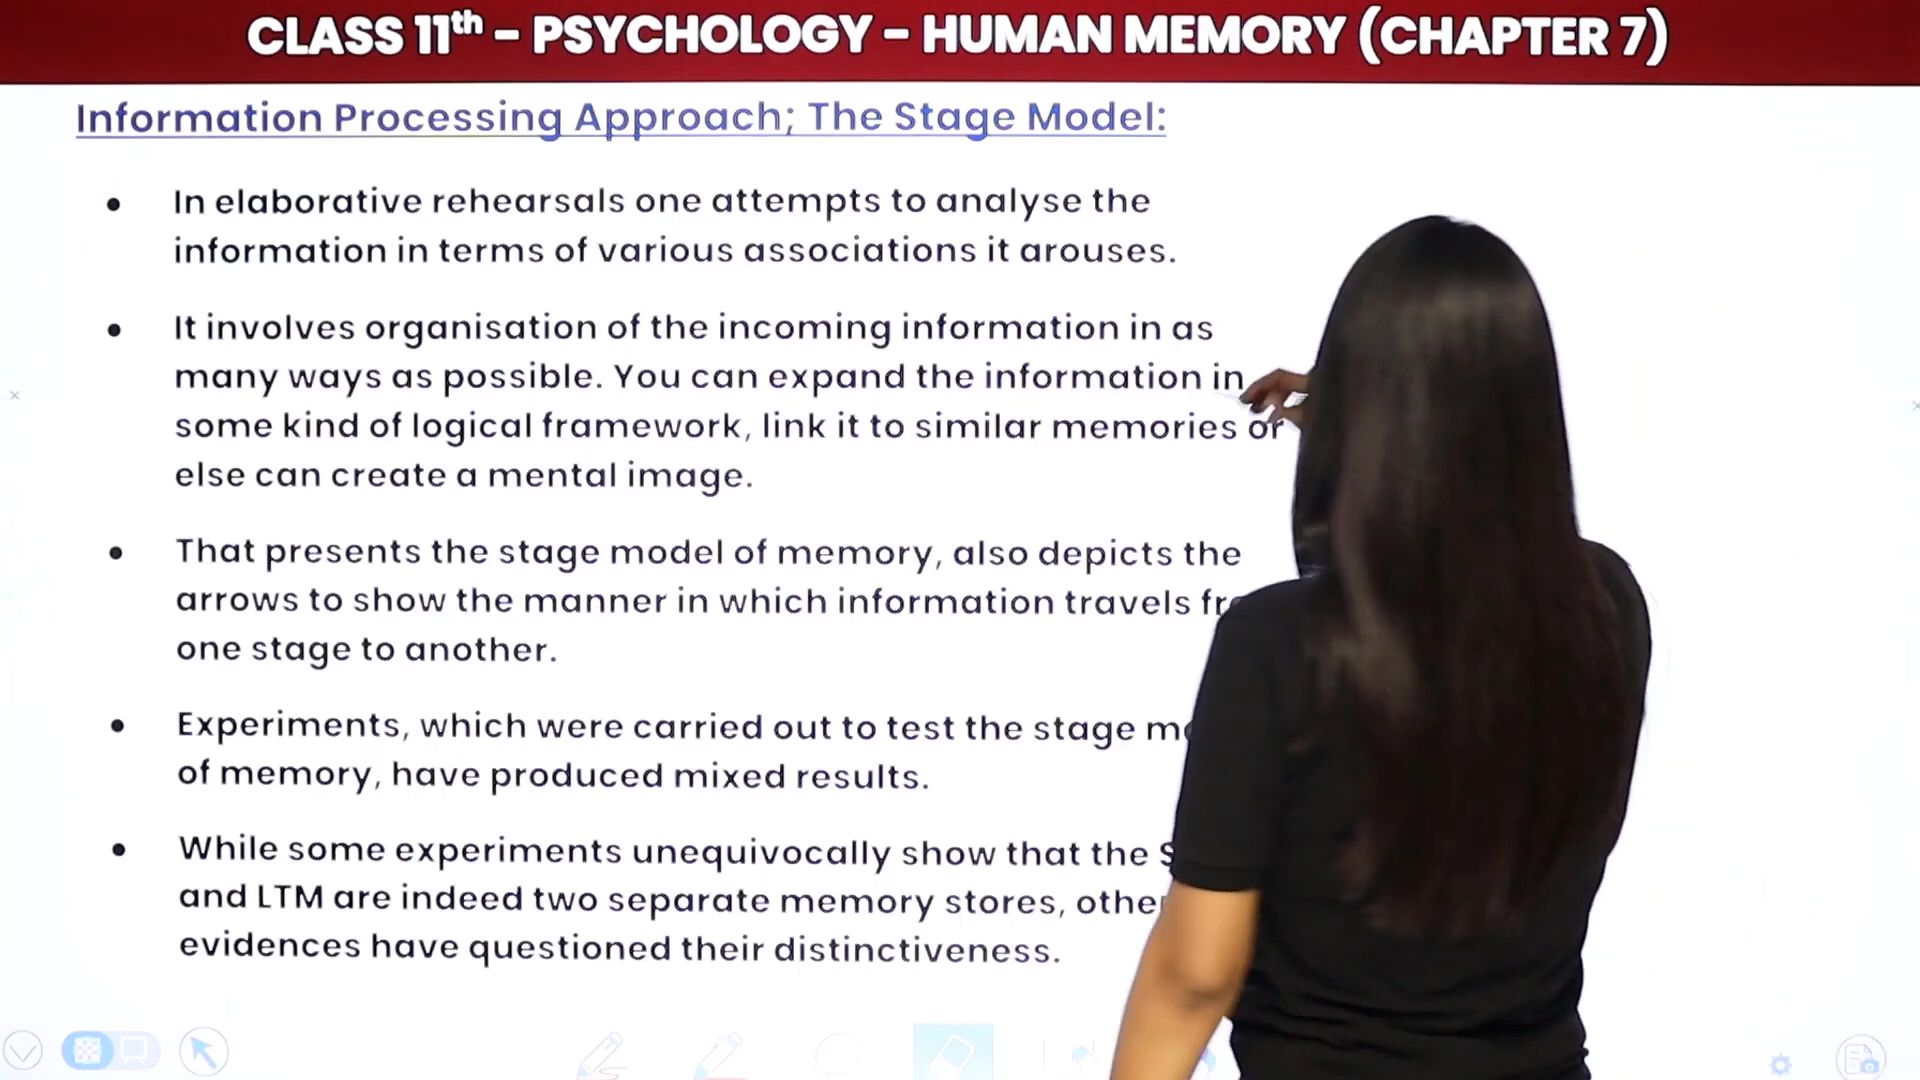 CLASS 11th – PSYCHOLOGY – HUMAN MEMORY (CHAPTER 7)
Information Processing Approach; The Stage Model:
• In elaborative rehearsals one attempts to analyse the
information in terms of various associations it arouses.
• It involves organisation of the incoming information in as
many ways as possible. You can expand the information in
some kind of logical framework, link it to similar memories or
else can create a mental image.
• That presents the stage model of memory, also depicts the
arrows to show the manner in which information travels
one stage to another.
• Experiments, which were carried out to test the stage
of memory, have produced mixed results.
• While some experiments unequivocally show that the
and LTM are indeed two separate memory stores,
evidences have questioned their distinctiveness.